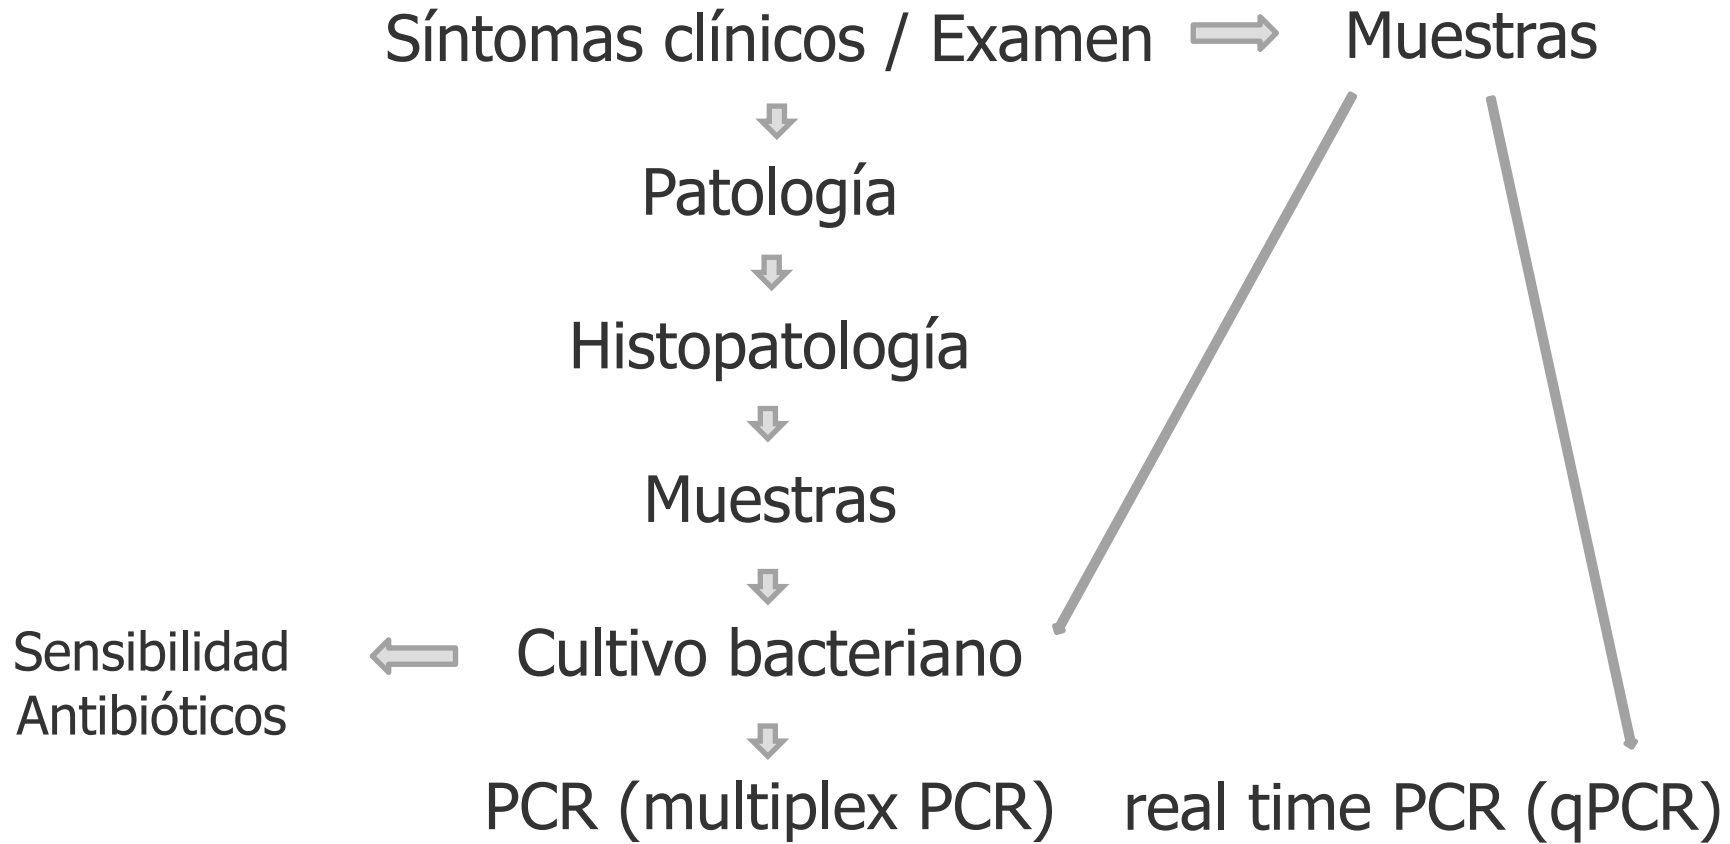 Síntomas clínicos / Examen
Muestras
Patología
Histopatología
Muestras
Cultivo bacteriano
Sensibilidad
Antibióticos
PCR (multiplex PCR)
real time PCR (qPCR)